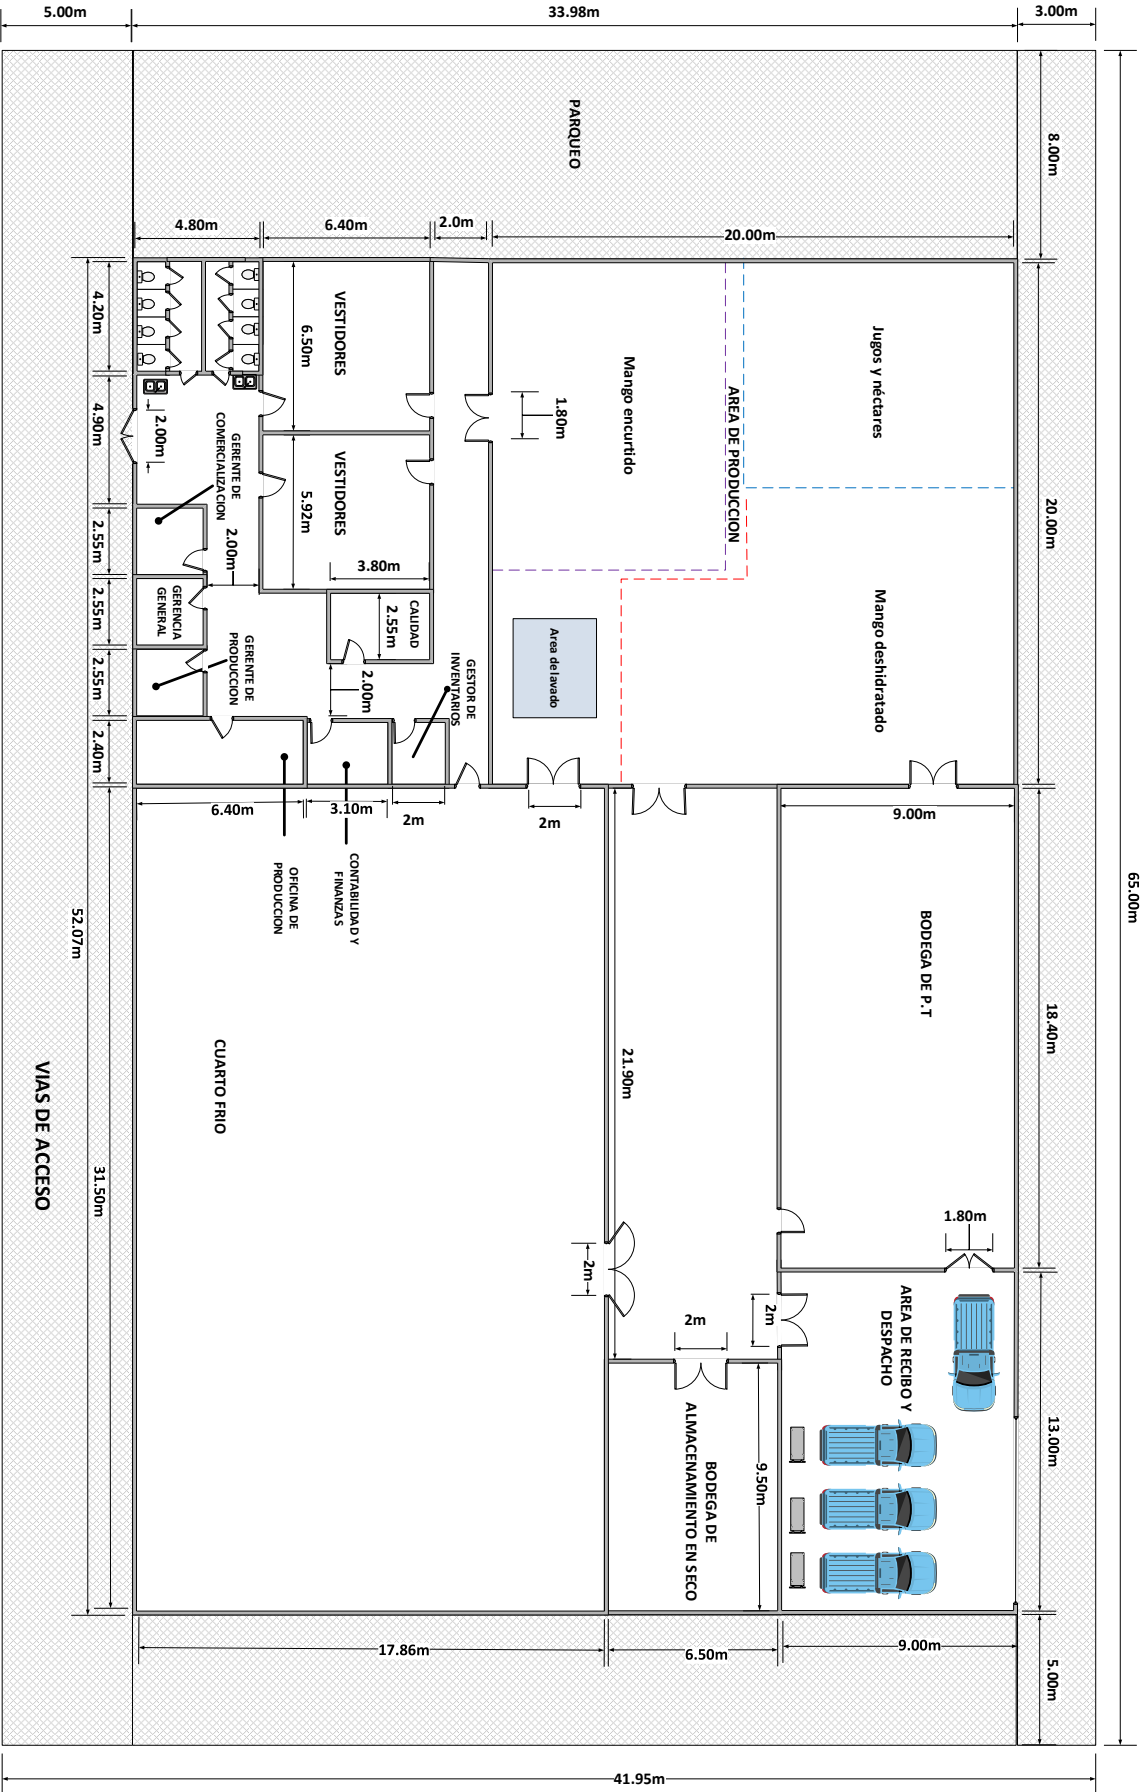 5.00m
33.98m
3.00m
PARQUEO
8.00m
4.80m
6.40m
2.0m
20.00m
4.20m
VESTIDORES
6.50m
Mango encurtido
Jugos y néctares
AREA DE PRODUCCION
1.80m
20.00m
4.90m
2.00m
GERENTE DE
COMERCIALIZACION
VESTIDORES
5.92m
2.55m
2.00m
3.80m
2.55m
GERENCIA
GENERAL
2.55m
CALIDAD
Area de lavado
Mango deshidratado
2.55m
GERENTE DE
PRODUCCION
2.00m
GESTOR DE
INVENTARIOS
2.40m
6.40m
3.10m
2m
2m
9.00m
OFICINA DE
PRODUCCION
CONTABILIDAD Y
FINANZAS
65.00m
52.07m
BODEGA DE P.T
18.40m
CUARTO FRIO
21.90m
VIAS DE ACCESO
31.50m
1.80m
2m
2m
2m
AREA DE RECIBO Y
DESPACHO
13.00m
BODEGA DE
ALMACENAMIENTO EN SECO
9.50m
17.86m
6.50m
9.00m
5.00m
41.95m